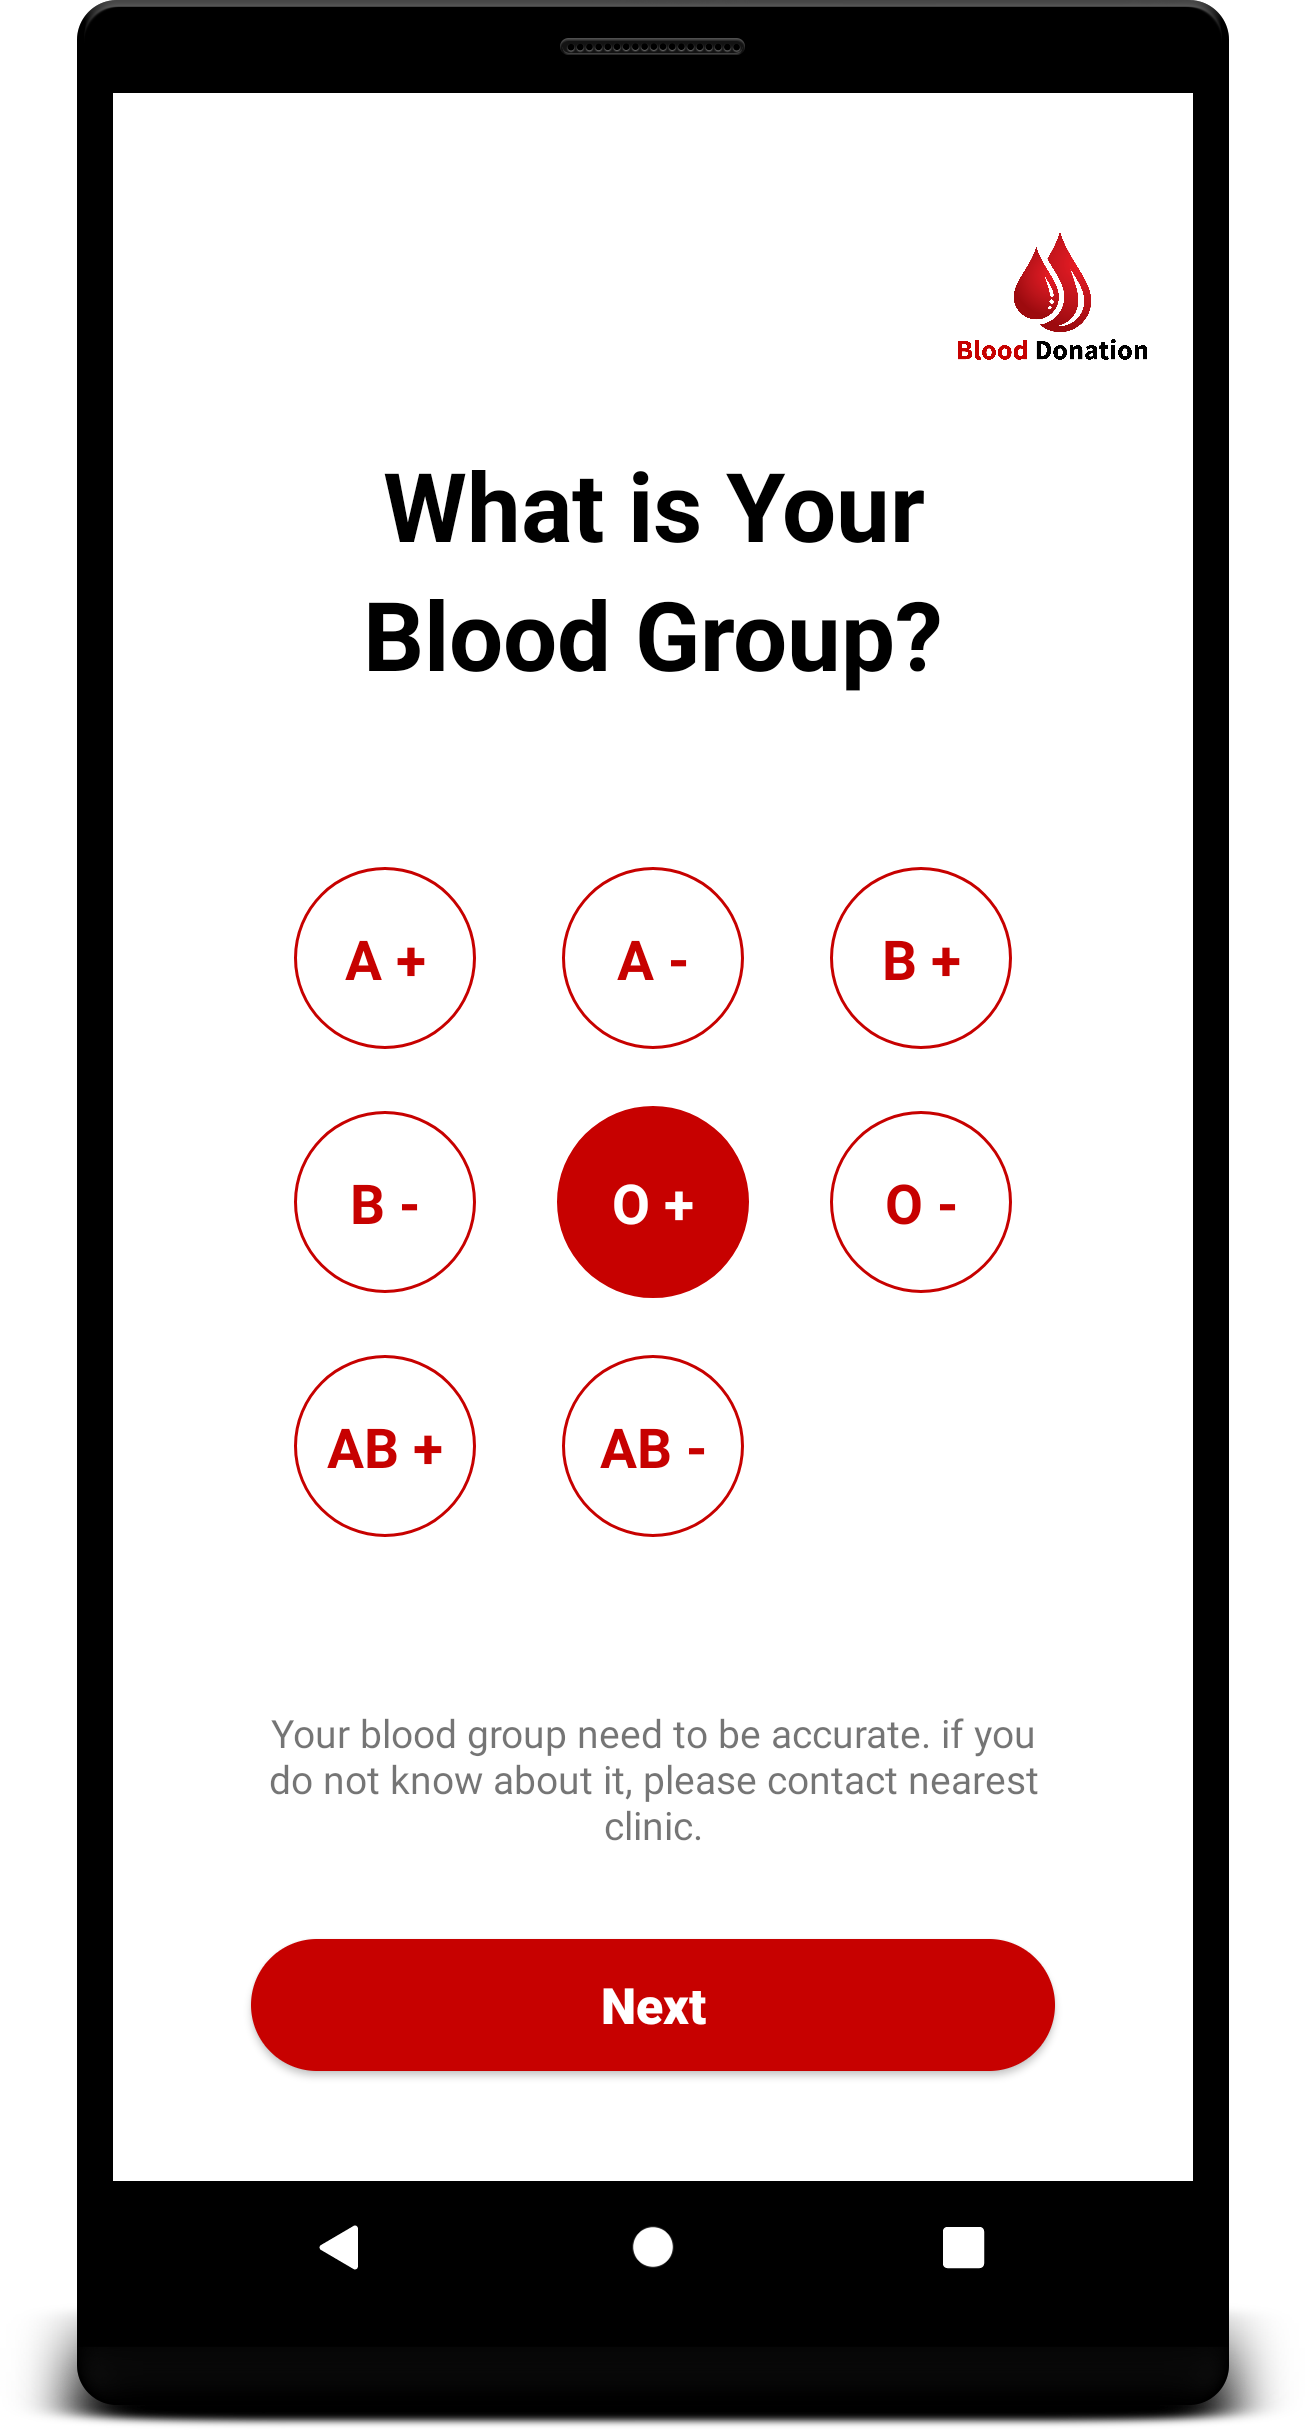 Blood Donation
What is Your
Blood Group?
A +
A -
B +
B -
O +
O -
AB +
AB -
Your blood group need to be accurate. if you
do not know about it, please contact nearest
clinic.
Next